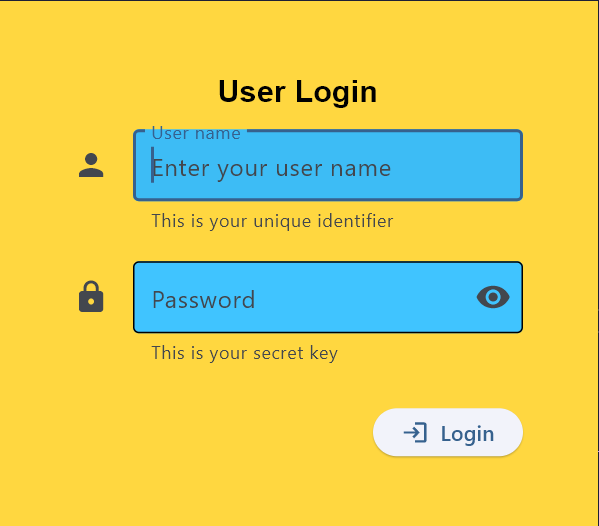 User Login
User name
Enter your user name
This is your unique identifier
Password
This is your secret key
Login